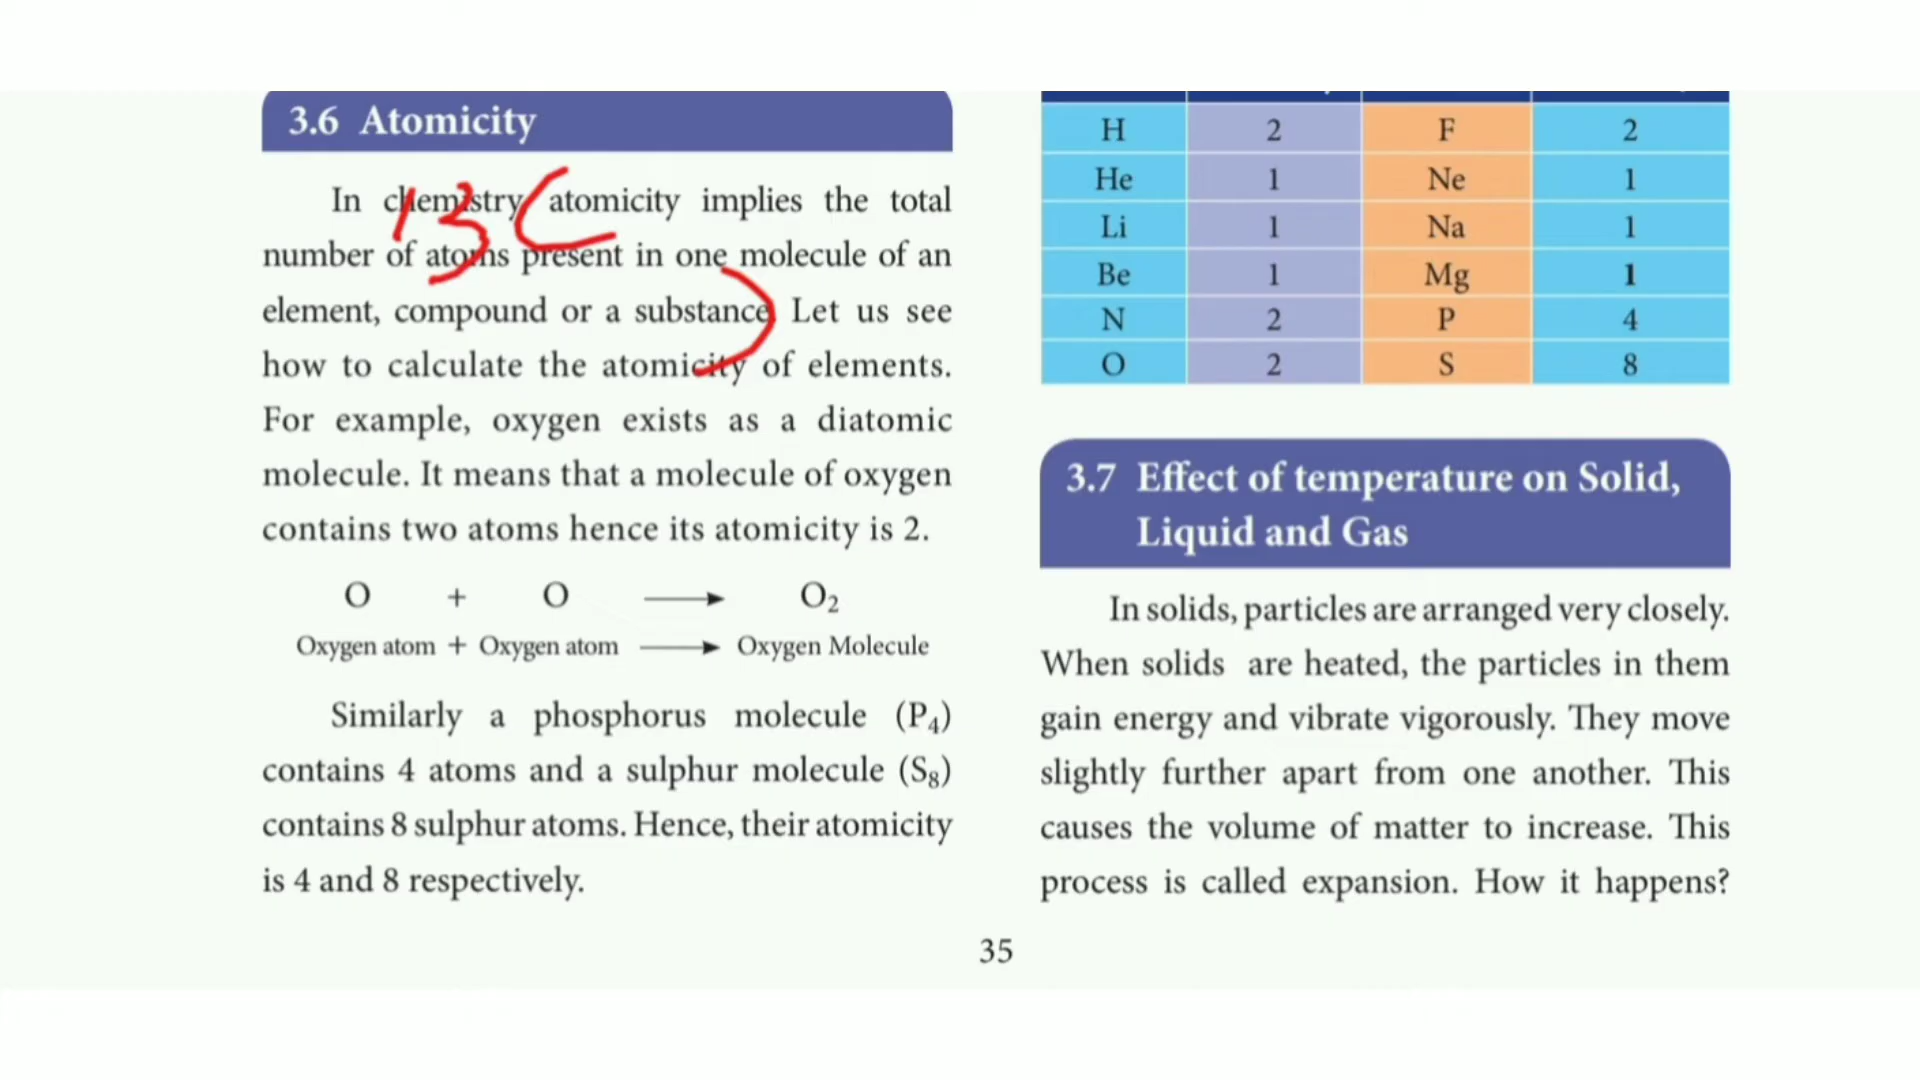 3.6 Atomicity
In chemistry, atomicity implies the total
number of atoms present in one molecule of an
element, compound or a substance. Let us see
how to calculate the atomicity of elements.
For example, oxygen exists as a diatomic
molecule. It means that a molecule of oxygen
contains two atoms hence its atomicity is 2.
O + O ⟶ O₂
Oxygen atom + Oxygen atom ⟶ Oxygen Molecule
Similarly a phosphorus molecule (P₄)
contains 4 atoms and a sulphur molecule (S₈)
contains 8 sulphur atoms. Hence, their atomicity
is 4 and 8 respectively.
13
H 2 F 2
He 1 Ne 1
Li 1 Na 1
Be 1 Mg 1
N 2 P 4
O 2 S 8
3.7 Effect of temperature on Solid,
Liquid and Gas
In solids, particles are arranged very closely.
When solids are heated, the particles in them
gain energy and vibrate vigorously. They move
slightly further apart from one another. This
causes the volume of matter to increase. This
process is called expansion. How it happens?
35